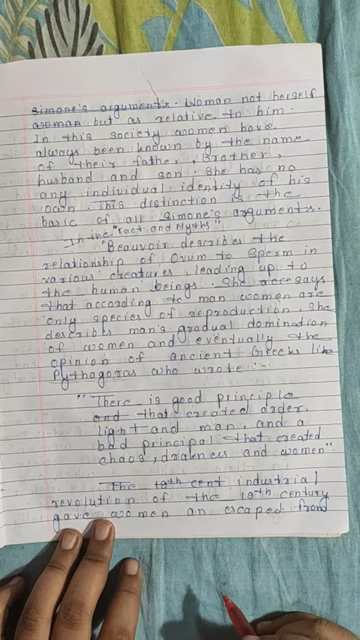 Simone's arguments. Woman not herself
woman but as relative to him.
In this society women have
always been known by the name
of their father, Brother,
husband and son. She has no
any individual identity of his
own. This distinction is the
basic of all Simone's arguments.
In the "Fact and Myths"
"Beauvoir describes the
relationship of Ovum to Sperm in
various creatures, leading up to
the human beings. She says
that according to man women are
only species of reproduction, she
describes man's gradual domination
of women and eventually the
opinion of ancient Greeks like
Pythagoras who wrote :-
"There is good principle
and that created order,
light and man, and a
bad principal that created
chaos, drakness and women"
The 19th cent industrial
revolution of the 19th century
gave women an escaped from